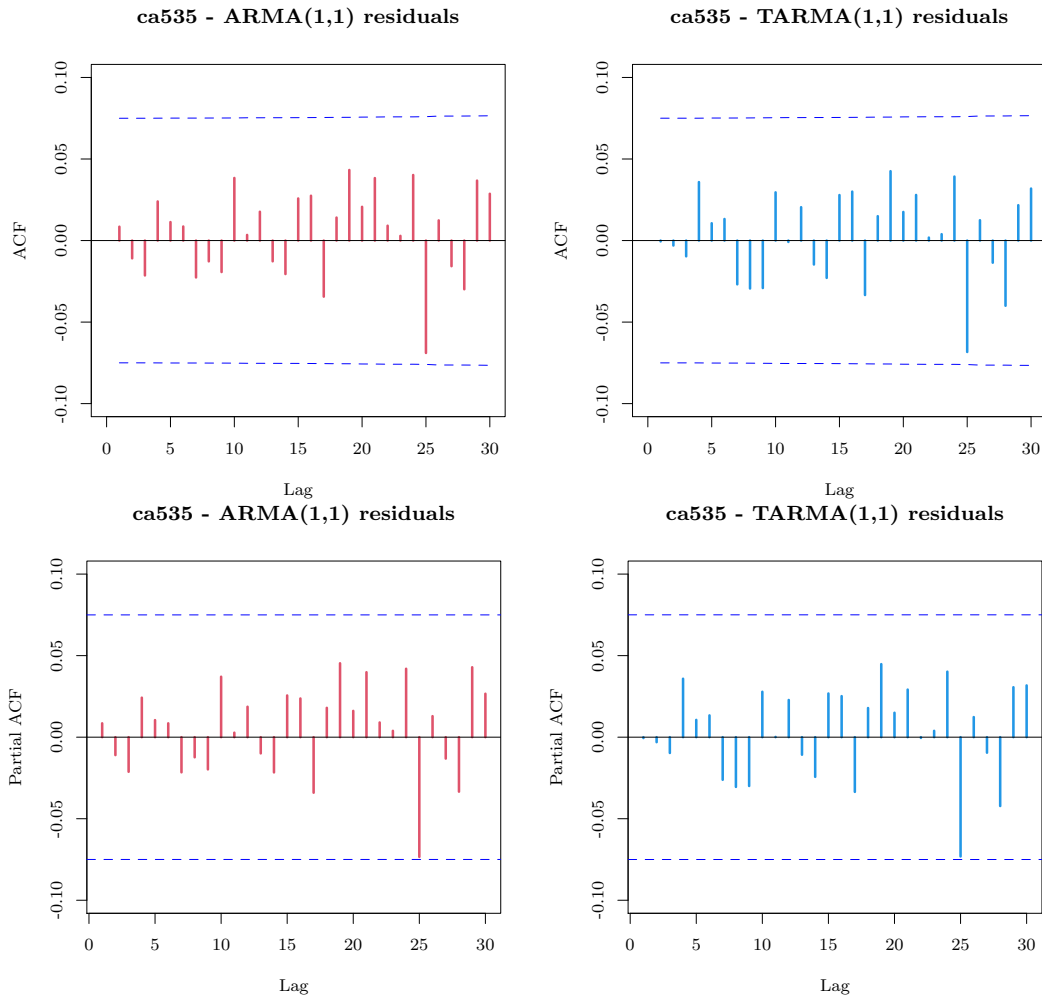 ca535 - ARMA(1,1) residuals
ACF
0.10
0.05
0.00
-0.05
-0.10
0 5 10 15 20 25 30
Lag
ca535 - TARMA(1,1) residuals
ACF
0.10
0.05
0.00
-0.05
-0.10
0 5 10 15 20 25 30
Lag
ca535 - ARMA(1,1) residuals
Partial ACF
0.10
0.05
0.00
-0.05
-0.10
0 5 10 15 20 25 30
Lag
ca535 - TARMA(1,1) residuals
Partial ACF
0.10
0.05
0.00
-0.05
-0.10
0 5 10 15 20 25 30
Lag